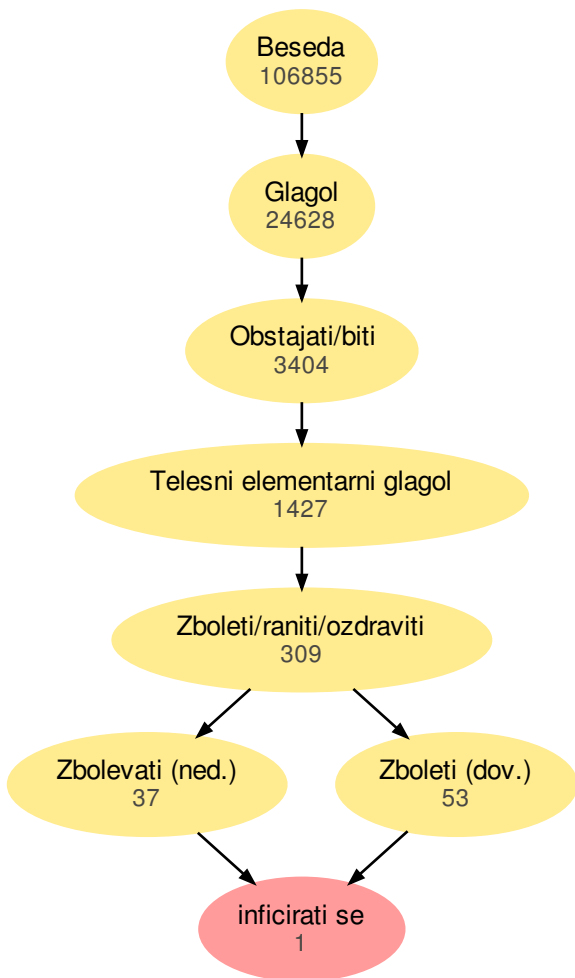 Beseda
106855
Glagol
24628
Obstajati/biti
3404
Telesni elementarni glagol
1427
Zboleti/raniti/ozdraviti
309
Zbolevati (ned.)
37
Zboleti (dov.)
53
inficirati se
1